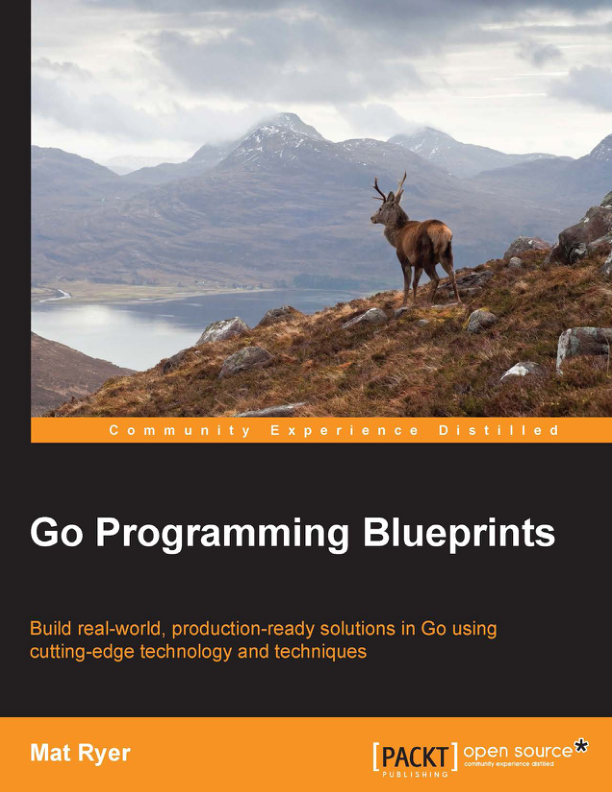 Community Experience Distilled
Go Programming Blueprints
Build real-world, production-ready solutions in Go using
cutting-edge technology and techniques
Mat Ryer
[PACKT]
PUBLISHING
open source*
community experience distilled